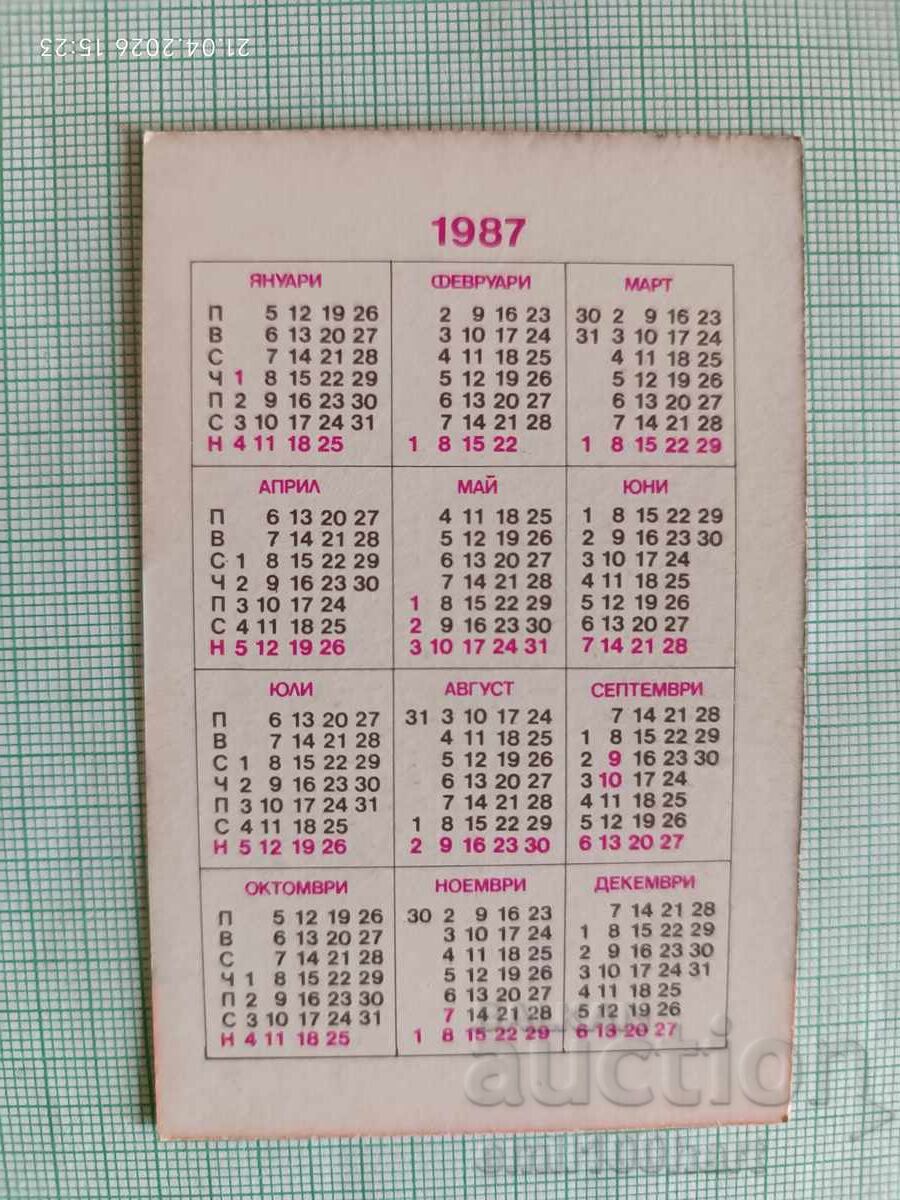 21.04.2026 15:23
1987
ЯНУАРИ ФЕВРУАРИ МАРТ
П 5 12 19 26 2 9 16 23 30 2 9 16 23
В 6 13 20 27 3 10 17 24 31 3 10 17 24
С 7 14 21 28 4 11 18 25 4 11 18 25
Ч 1 8 15 22 29 5 12 19 26 5 12 19 26
П 2 9 16 23 30 6 13 20 27 6 13 20 27
С 3 10 17 24 31 7 14 21 28 7 14 21 28
Н 4 11 18 25 1 8 15 22 1 8 15 22 29
АПРИЛ МАЙ ЮНИ
П 6 13 20 27 4 11 18 25 1 8 15 22 29
В 7 14 21 28 5 12 19 26 2 9 16 23 30
С 1 8 15 22 29 6 13 20 27 3 10 17 24
Ч 2 9 16 23 30 7 14 21 28 4 11 18 25
П 3 10 17 24 1 8 15 22 29 5 12 19 26
С 4 11 18 25 2 9 16 23 30 6 13 20 27
Н 5 12 19 26 3 10 17 24 31 7 14 21 28
ЮЛИ АВГУСТ СЕПТЕМВРИ
П 6 13 20 27 31 3 10 17 24 7 14 21 28
В 7 14 21 28 4 11 18 25 1 8 15 22 29
С 1 8 15 22 29 5 12 19 26 2 9 16 23 30
Ч 2 9 16 23 30 6 13 20 27 3 10 17 24
П 3 10 17 24 31 7 14 21 28 4 11 18 25
С 4 11 18 25 1 8 15 22 29 5 12 19 26
Н 5 12 19 26 2 9 16 23 30 6 13 20 27
ОКТОМВРИ НОЕМВРИ ДЕКЕМВРИ
П 5 12 19 26 30 2 9 16 23 7 14 21 28
В 6 13 20 27 3 10 17 24 1 8 15 22 29
С 7 14 21 28 4 11 18 25 2 9 16 23 30
Ч 1 8 15 22 29 5 12 19 26 3 10 17 24 31
П 2 9 16 23 30 6 13 20 27 4 11 18 25
С 3 10 17 24 31 7 14 21 28 5 12 19 26
Н 4 11 18 25 1 8 15 22 29 6 13 20 27
auction